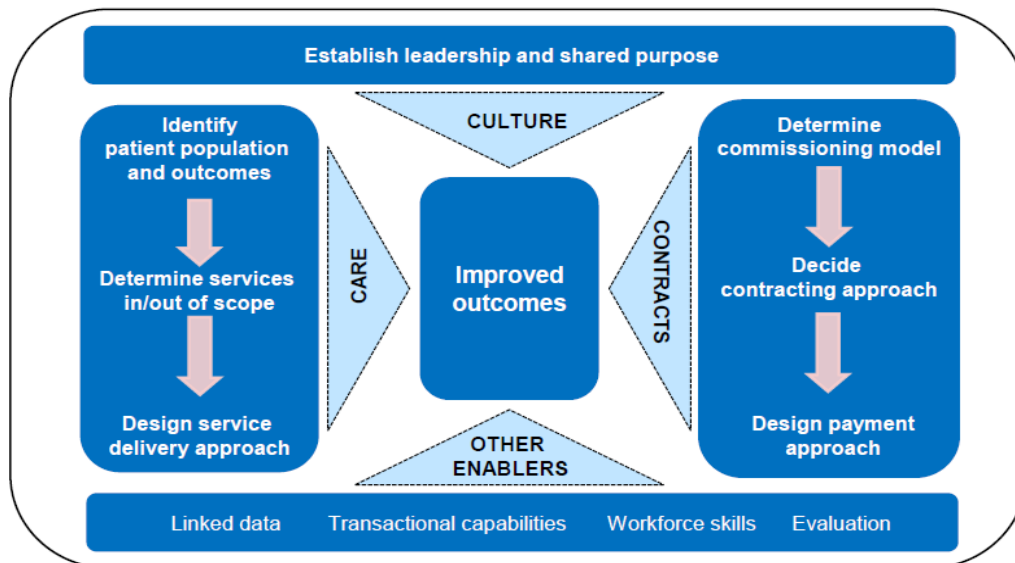 Establish leadership and shared purpose
CULTURE
Identify
patient population
and outcomes
Determine services
in/out of scope
Design service
delivery approach
CARE
Improved
outcomes
CONTRACTS
Determine
commissioning model
Decide
contracting approach
Design payment
approach
OTHER
ENABLERS
Linked data Transactional capabilities Workforce skills Evaluation